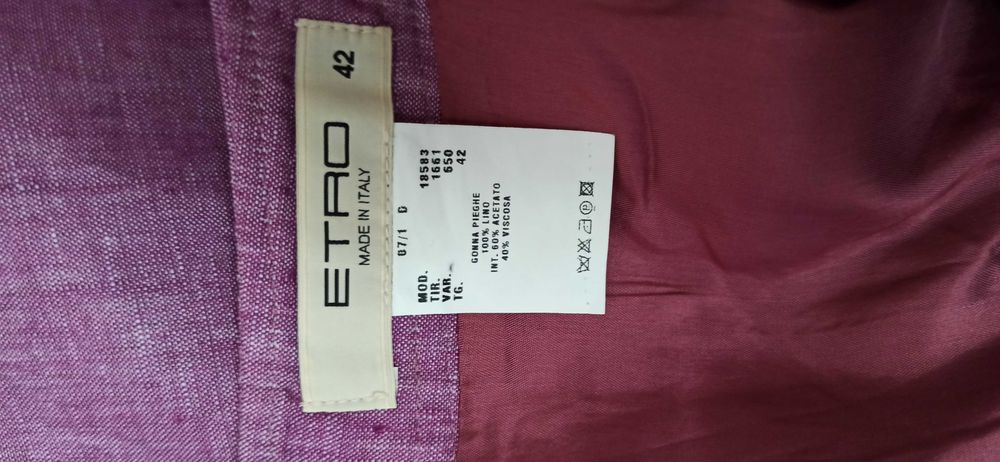 ETRO 42
MADE IN ITALY
07/1 D
MOD. 18583
TIR. 1661
VAR. 650
TG. 42
GONNA PIEGHE
100% LINO
INT. 60% ACETATO
40% VISCOSA
P